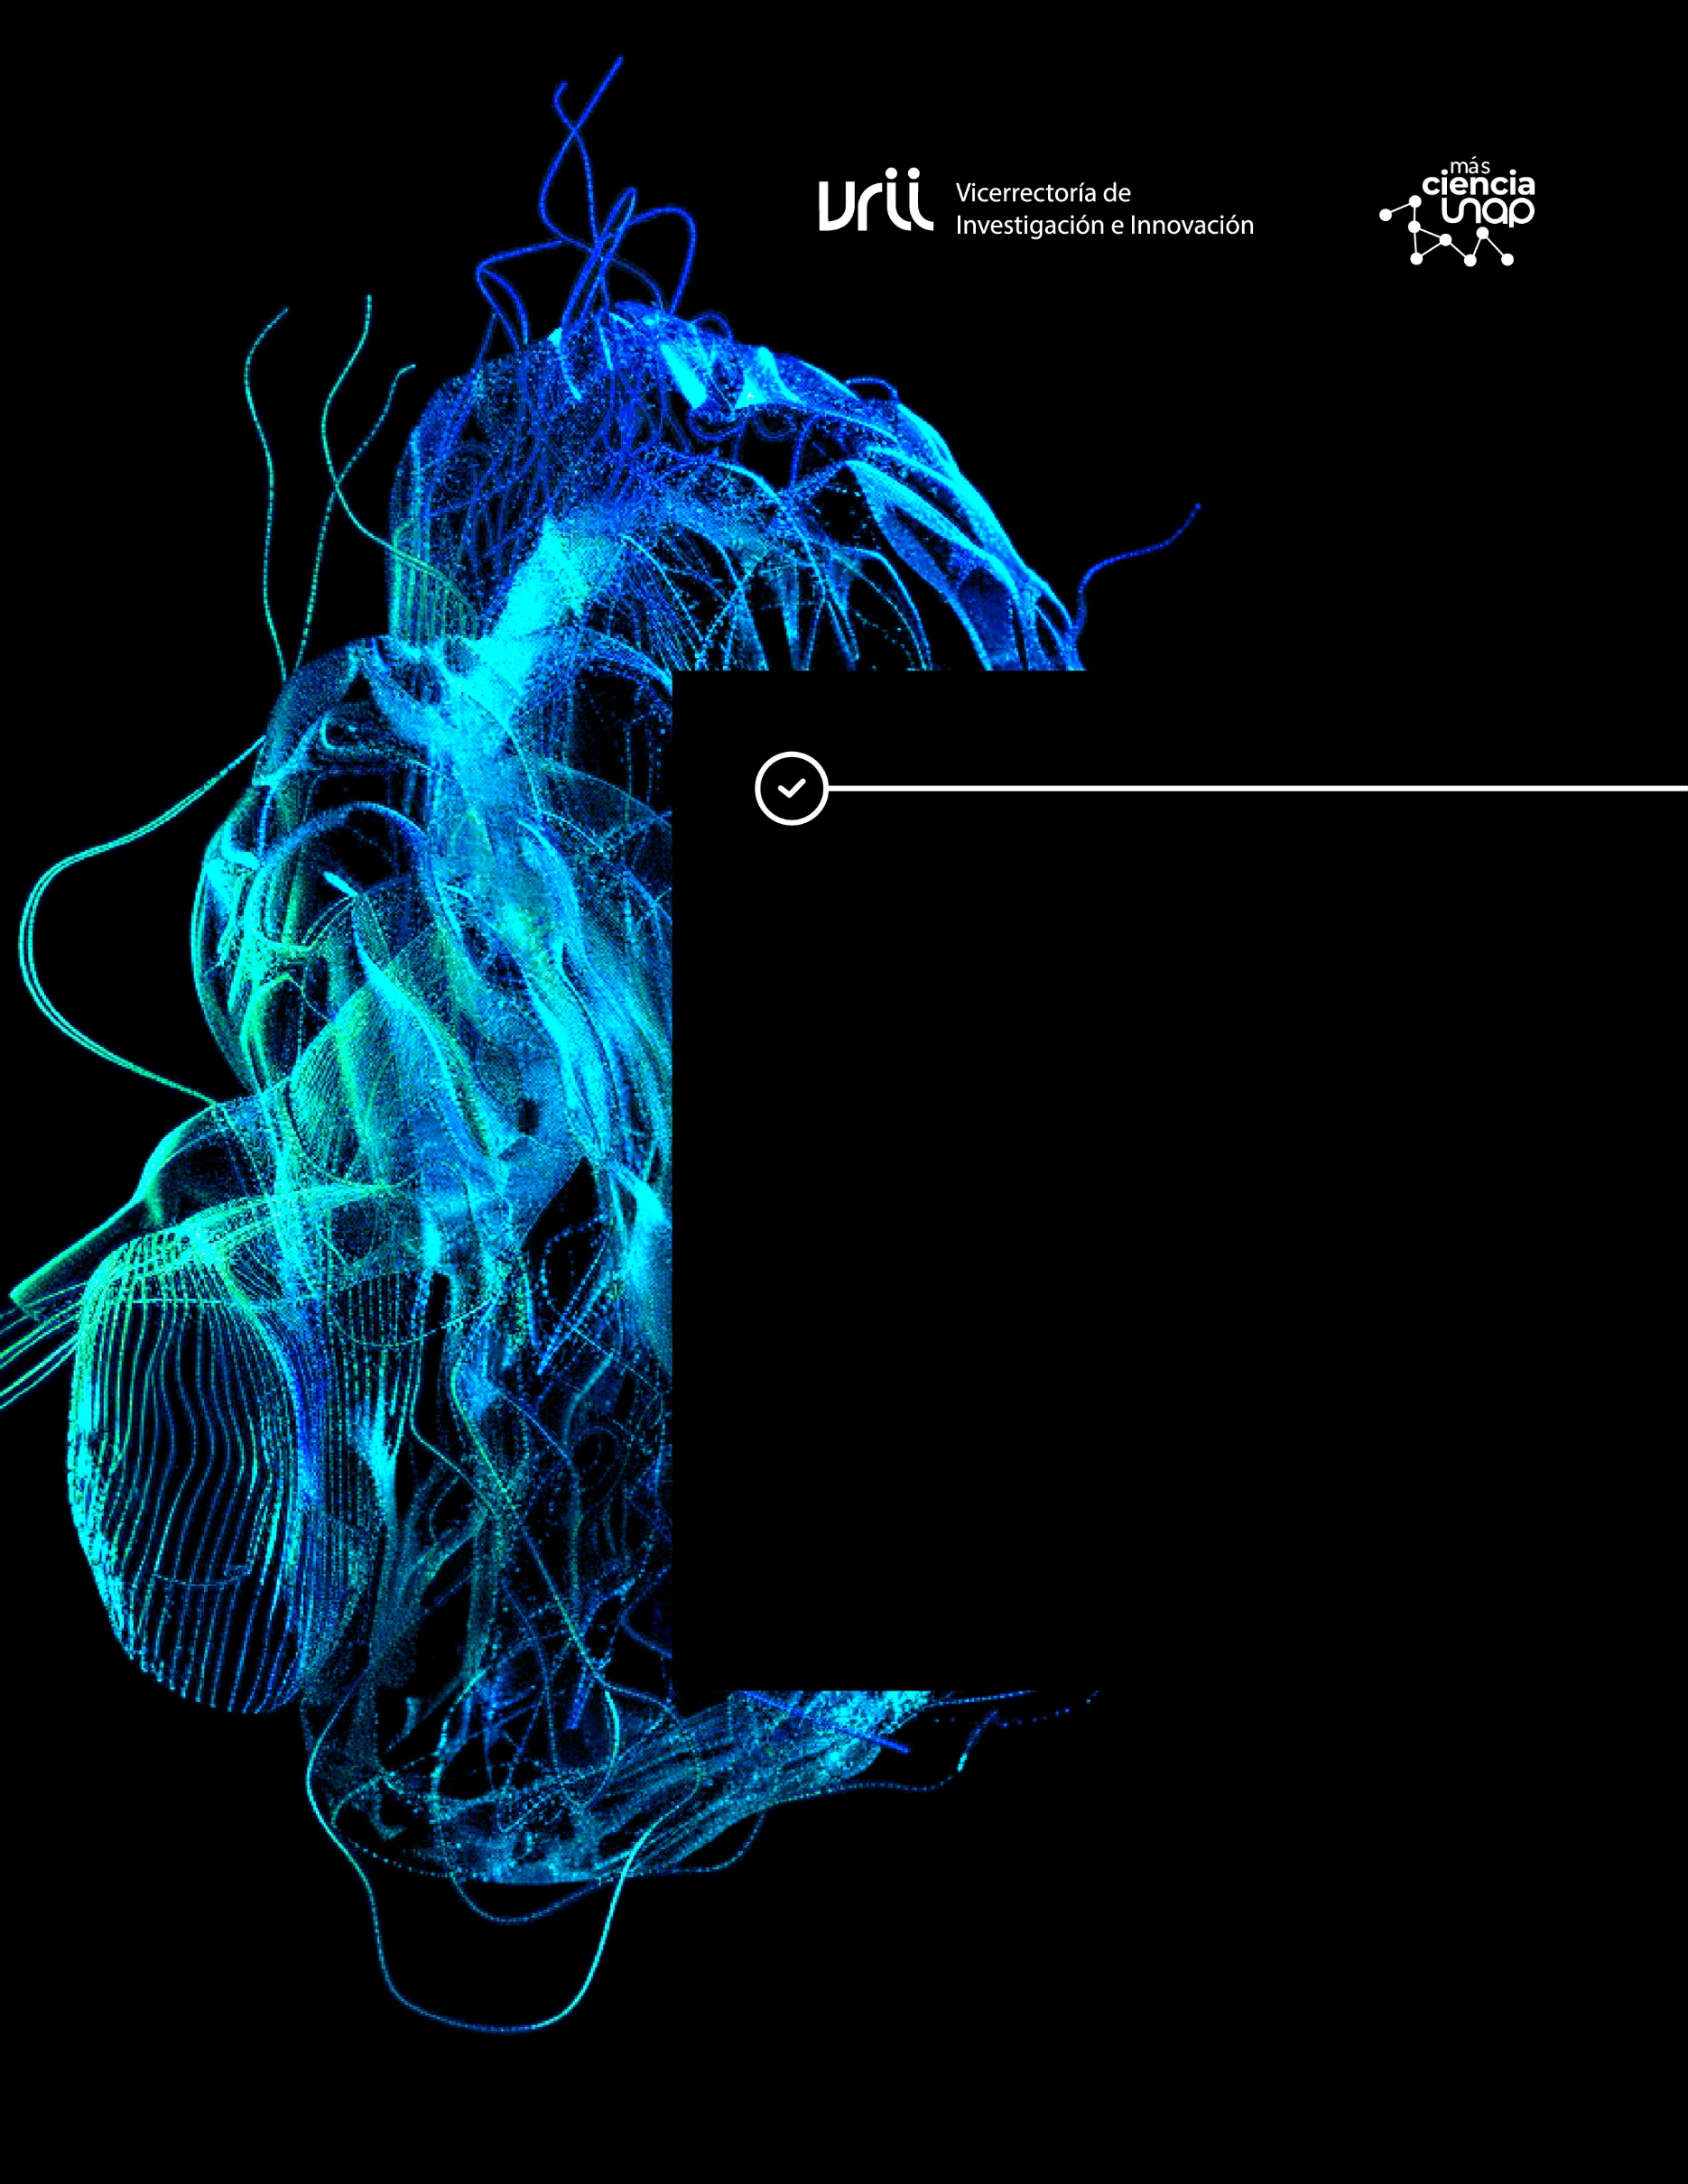 vrii
Vicerrectoría de
Investigación e Innovación
más
ciencia
unap